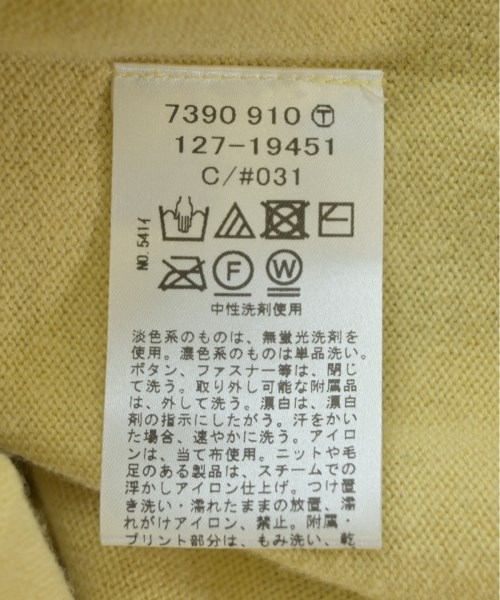 7390 910 Ⓣ
127-19451
C/#031
NO.541イ
F W
中性洗剤使用
淡色系のものは、無蛍光洗剤を
使用。濃色系のものは単品洗い。
ボタン、ファスナー等は、閉じ
て洗う。取り外し可能な附属品
は、外して洗う。漂白は、漂白
剤の指示にしたがう。汗をかい
た場合、速やかに洗う。アイロ
ンは、当て布使用。ニットや毛
足のある製品は、スチームでの
浮かしアイロン仕上げ。つけ置
き洗い・濡れたままの放置、濡
れがけアイロン、禁止。附属・
プリント部分は、もみ洗い、乾